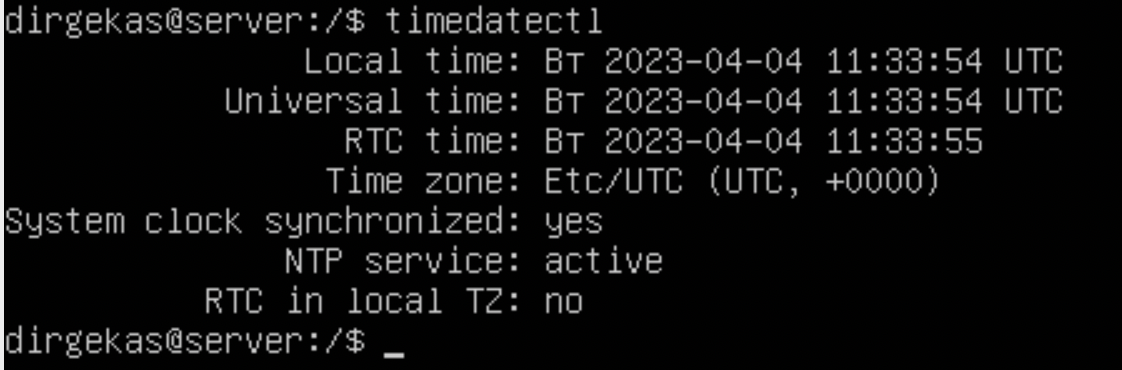 dirgekas@server:/$ timedatectl
Local time: Вт 2023-04-04 11:33:54 UTC
Universal time: Вт 2023-04-04 11:33:54 UTC
RTC time: Вт 2023-04-04 11:33:55
Time zone: Etc/UTC (UTC, +0000)
System clock synchronized: yes
NTP service: active
RTC in local TZ: no
dirgekas@server:/$ _